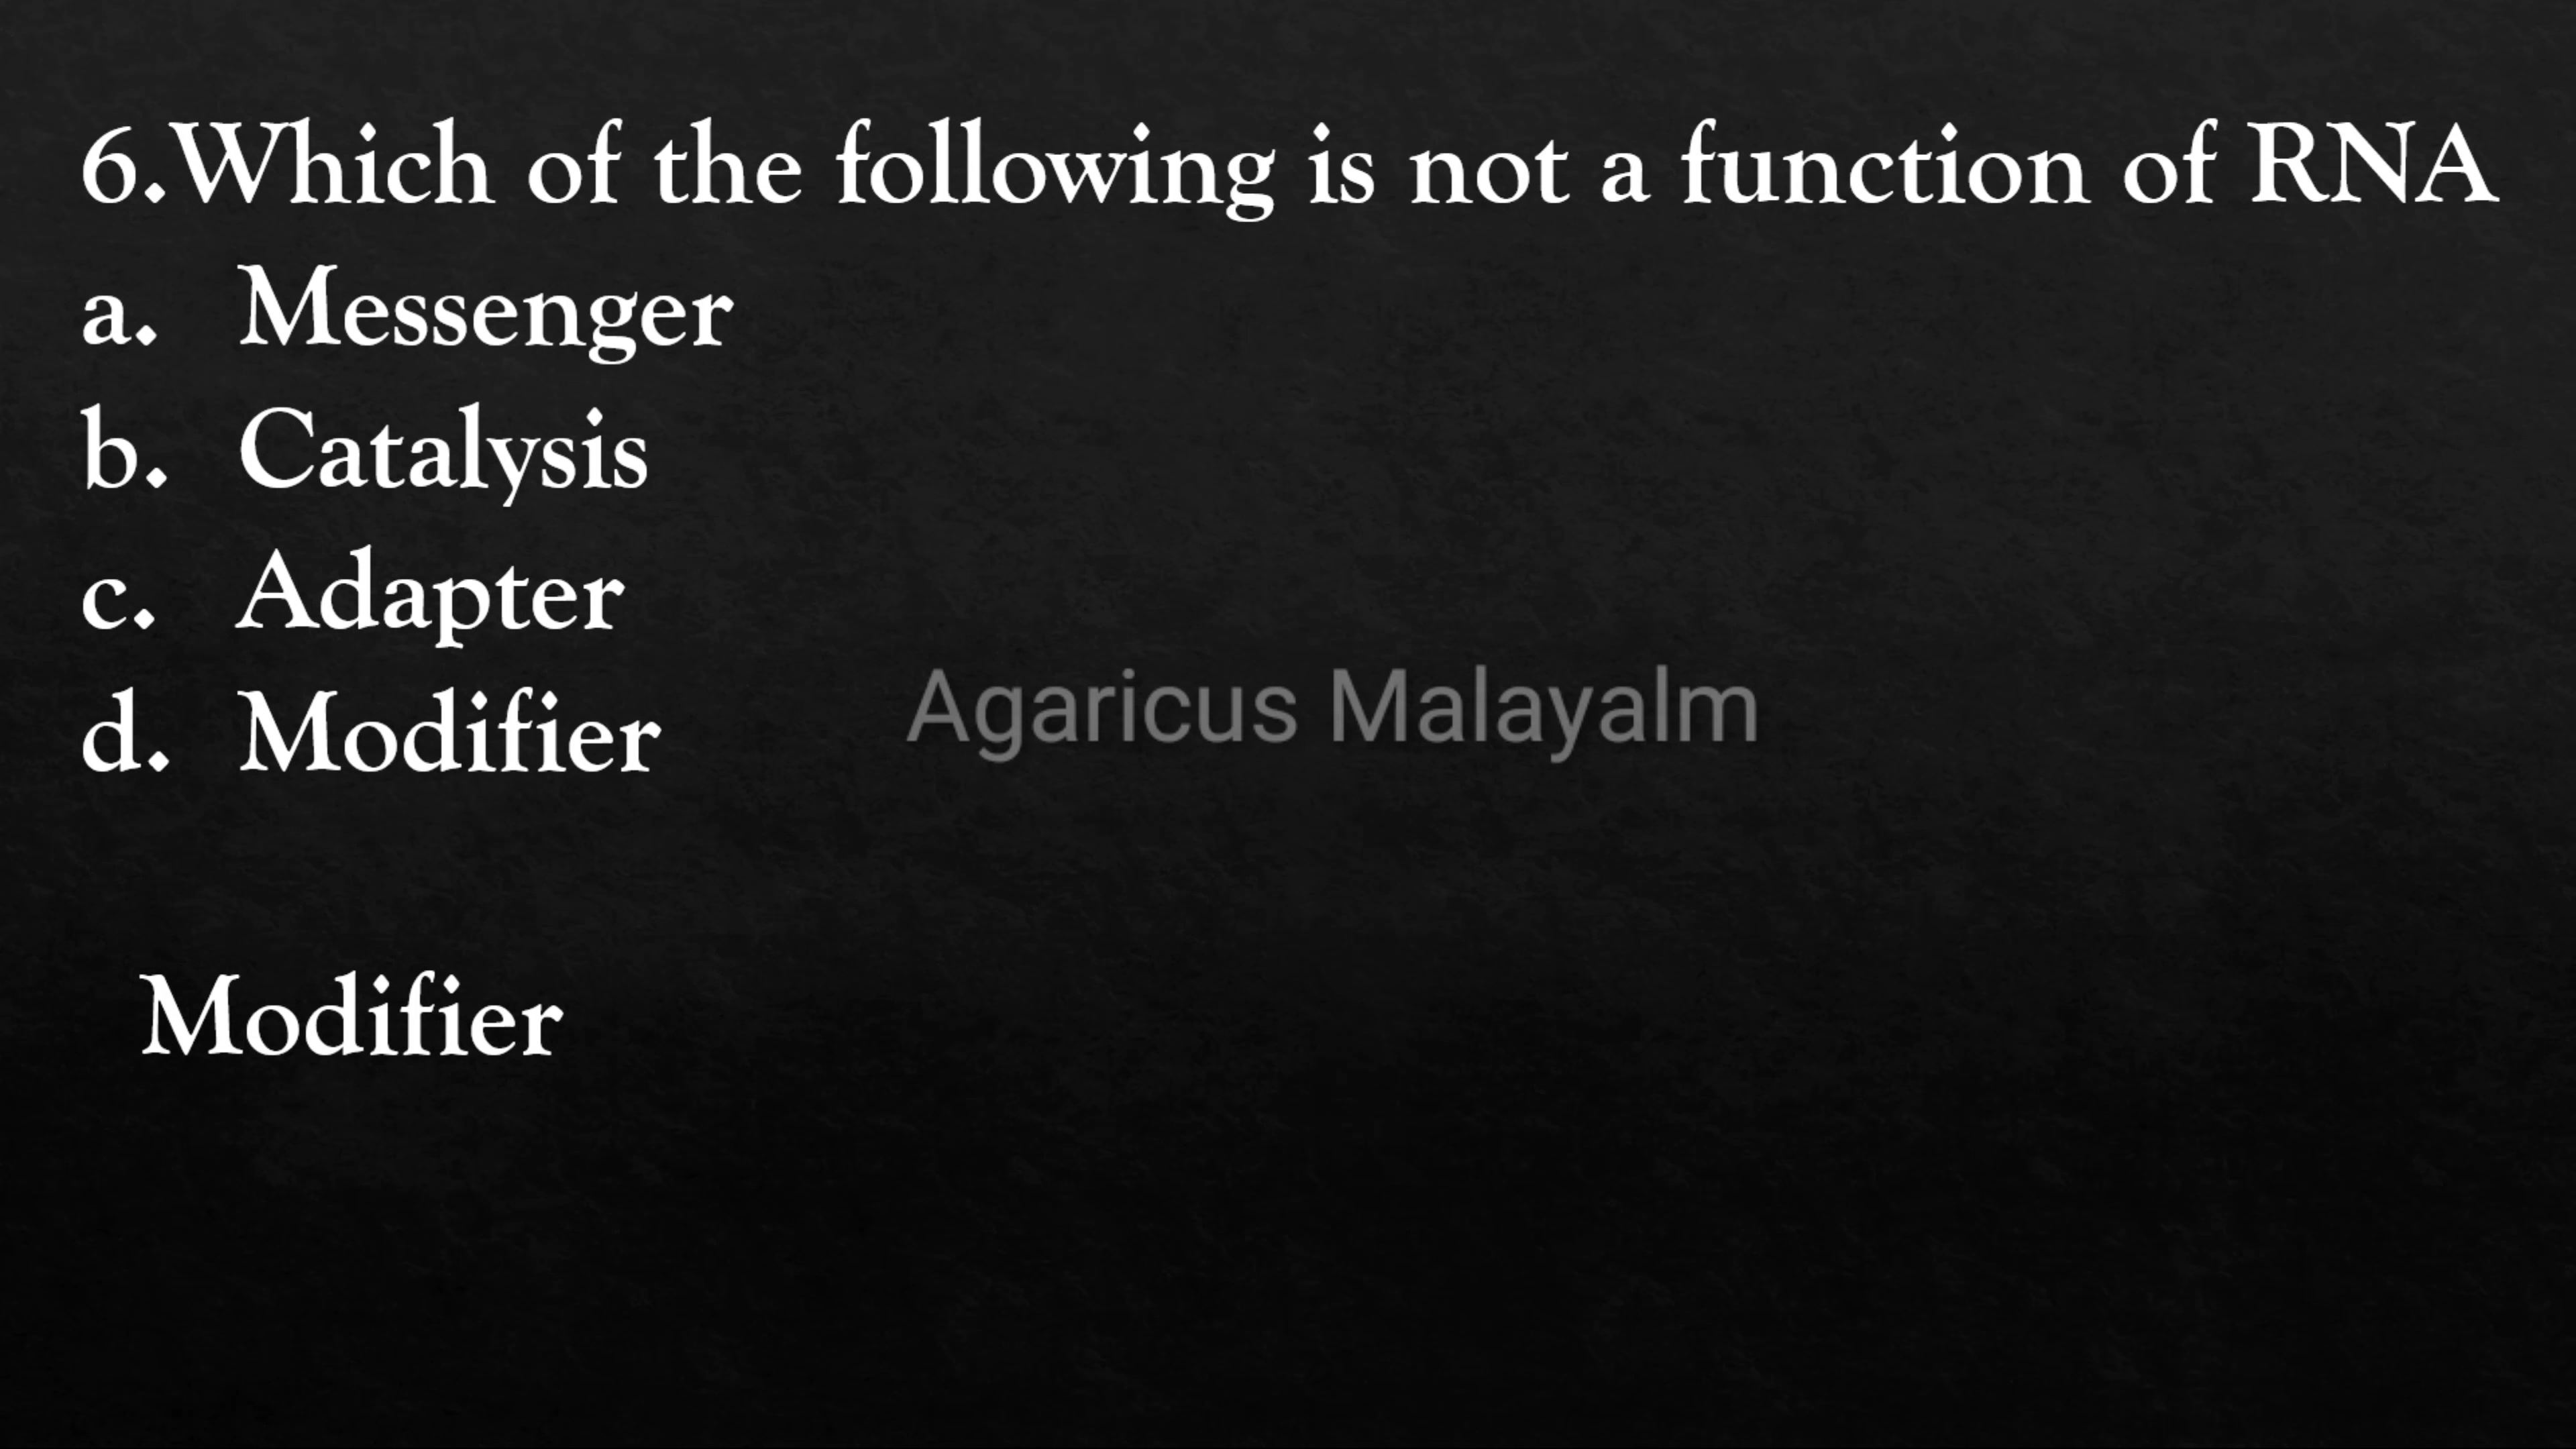 6.Which of the following is not a function of RNA
a. Messenger
b. Catalysis
c. Adapter
d. Modifier
Agaricus Malayalm
Modifier